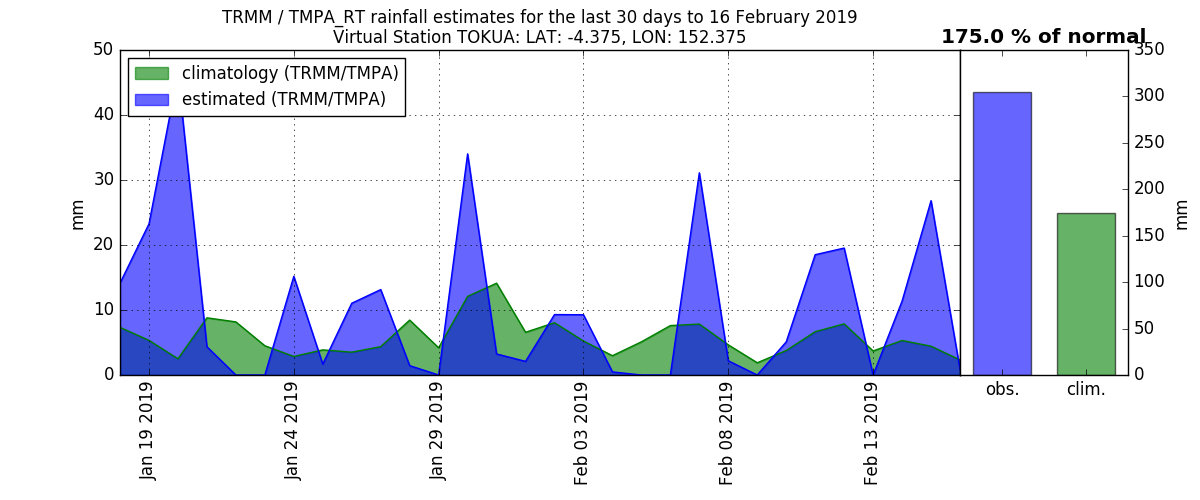 TRMM / TMPA_RT rainfall estimates for the last 30 days to 16 February 2019
Virtual Station TOKUA: LAT: -4.375, LON: 152.375
175.0 % of normal
climatology (TRMM/TMPA)
estimated (TRMM/TMPA)
50
40
30
20
10
0
mm
Jan 19 2019
Jan 24 2019
Jan 29 2019
Feb 03 2019
Feb 08 2019
Feb 13 2019
obs.
clim.
350
300
250
200
150
100
50
0
mm